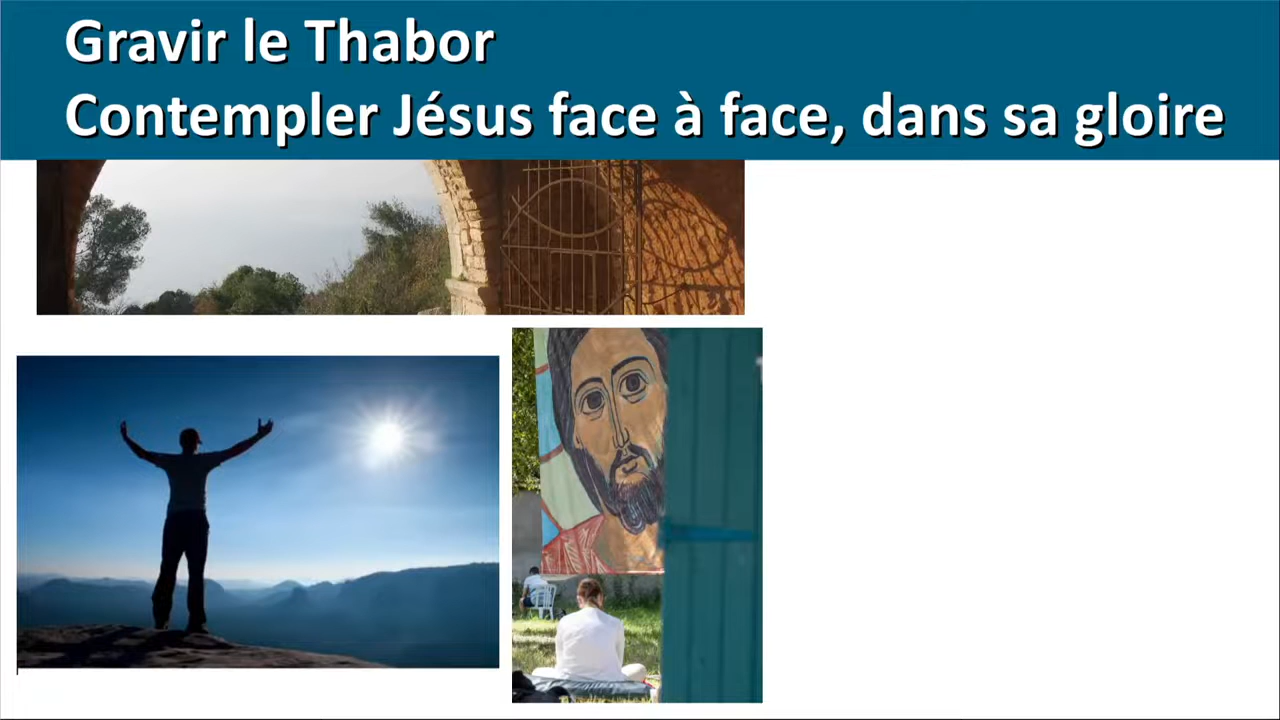 Gravir le Thabor
Contempler Jésus face à face, dans sa gloire